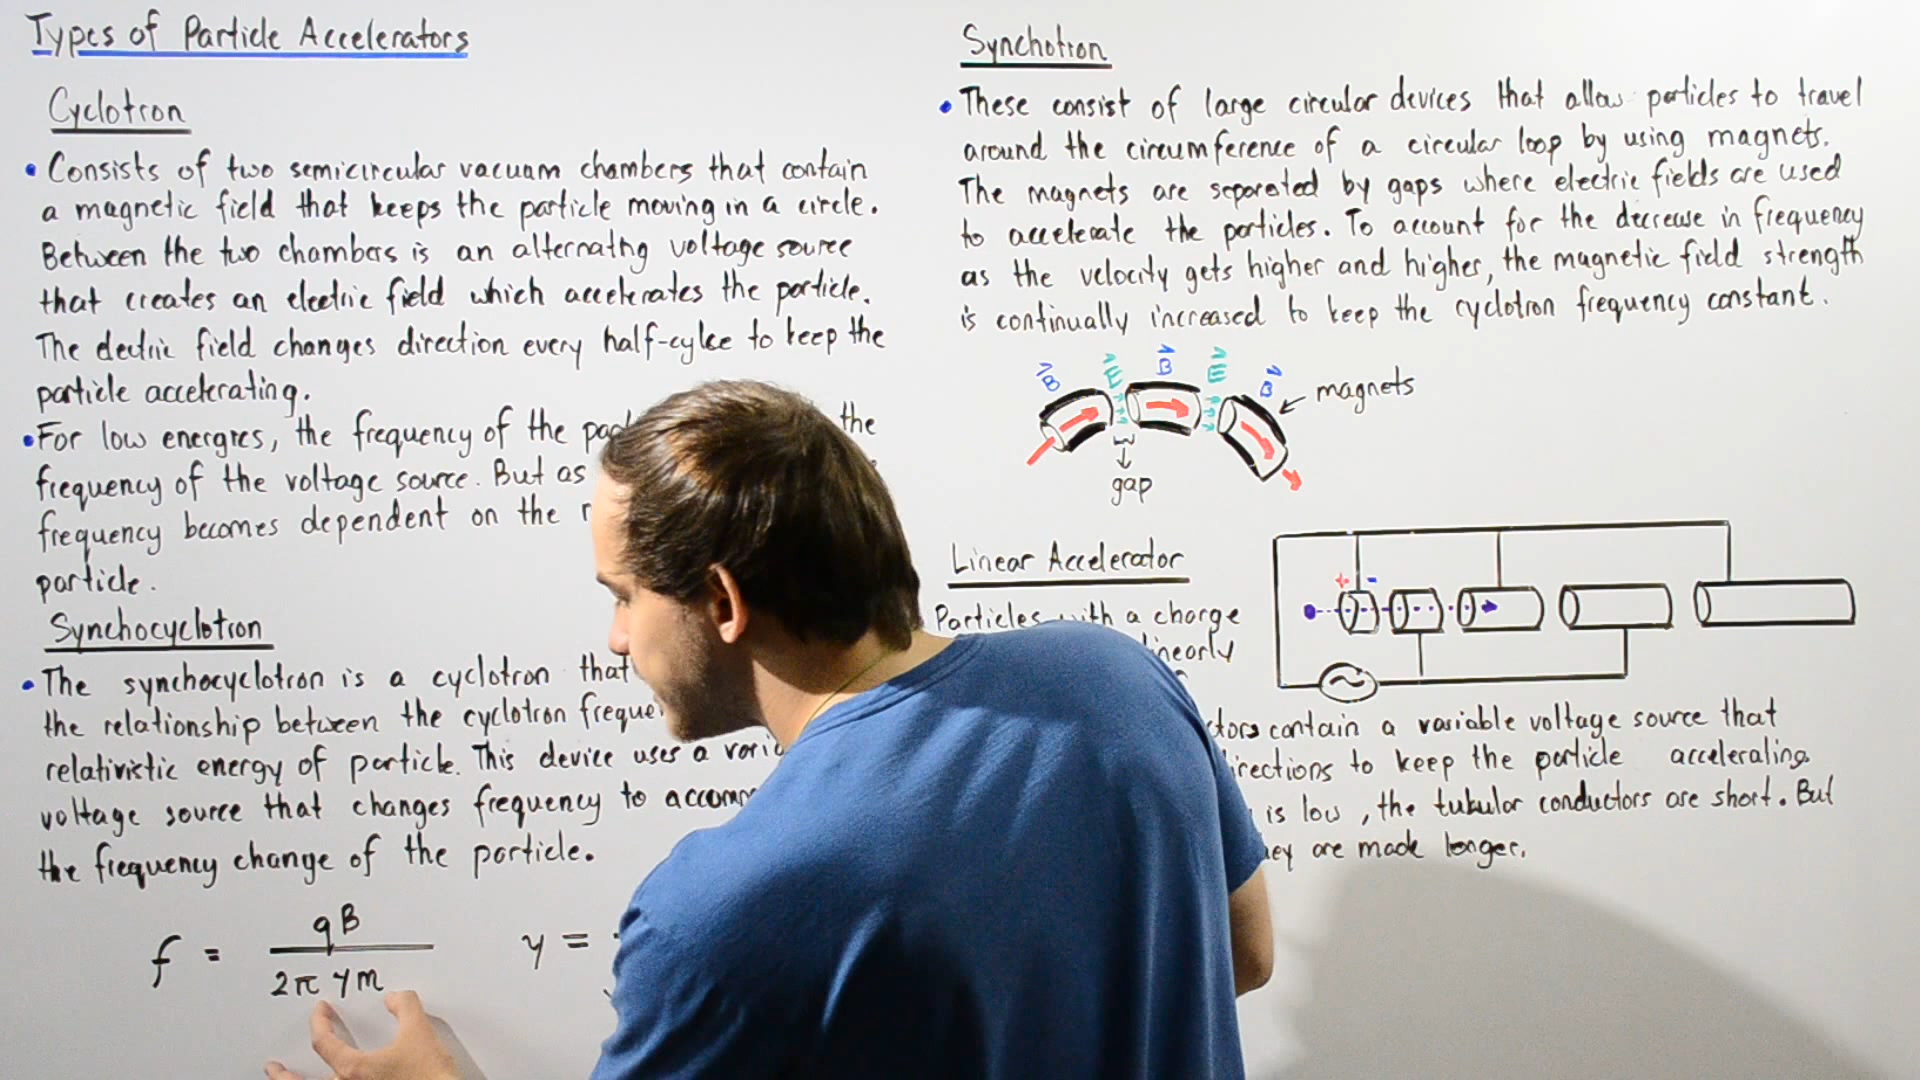 Types of Particle Accelerators
Cyclotron
• Consists of two semicircular vacuum chambers that contain
a magnetic field that keeps the particle moving in a circle.
Between the two chambers is an alternating voltage source
that creates an electric field which accelerates the particle.
The electric field changes direction every half-cylce to keep the
particle accelerating.
• For low energies, the frequency of the the
frequency of the voltage source. But as
frequency becomes dependent on the
particle.
Synchocyclotron
• The synchocyclotron is a cyclotron that
the relationship between the cyclotron
relativistic energy of particle. This device uses a
voltage source that changes frequency to
the frequency change of the particle.
f = qB / 2π γm
γ =
Synchotron
• These consist of large circular devices that allow particles to travel
around the circumference of a circular loop by using magnets.
The magnets are separated by gaps where electric fields are used
to accelerate the particles. To account for the decrease in frequency
as the velocity gets higher and higher, the magnetic field strength
is continually increased to keep the cyclotron frequency constant.
B E B E B
magnets
gap
Linear Accelerator
+ -
Particles with a charge
linearly
contain a variable voltage source that
directions to keep the particle accelerating.
is low, the tubular conductors are short. But
they are made longer.